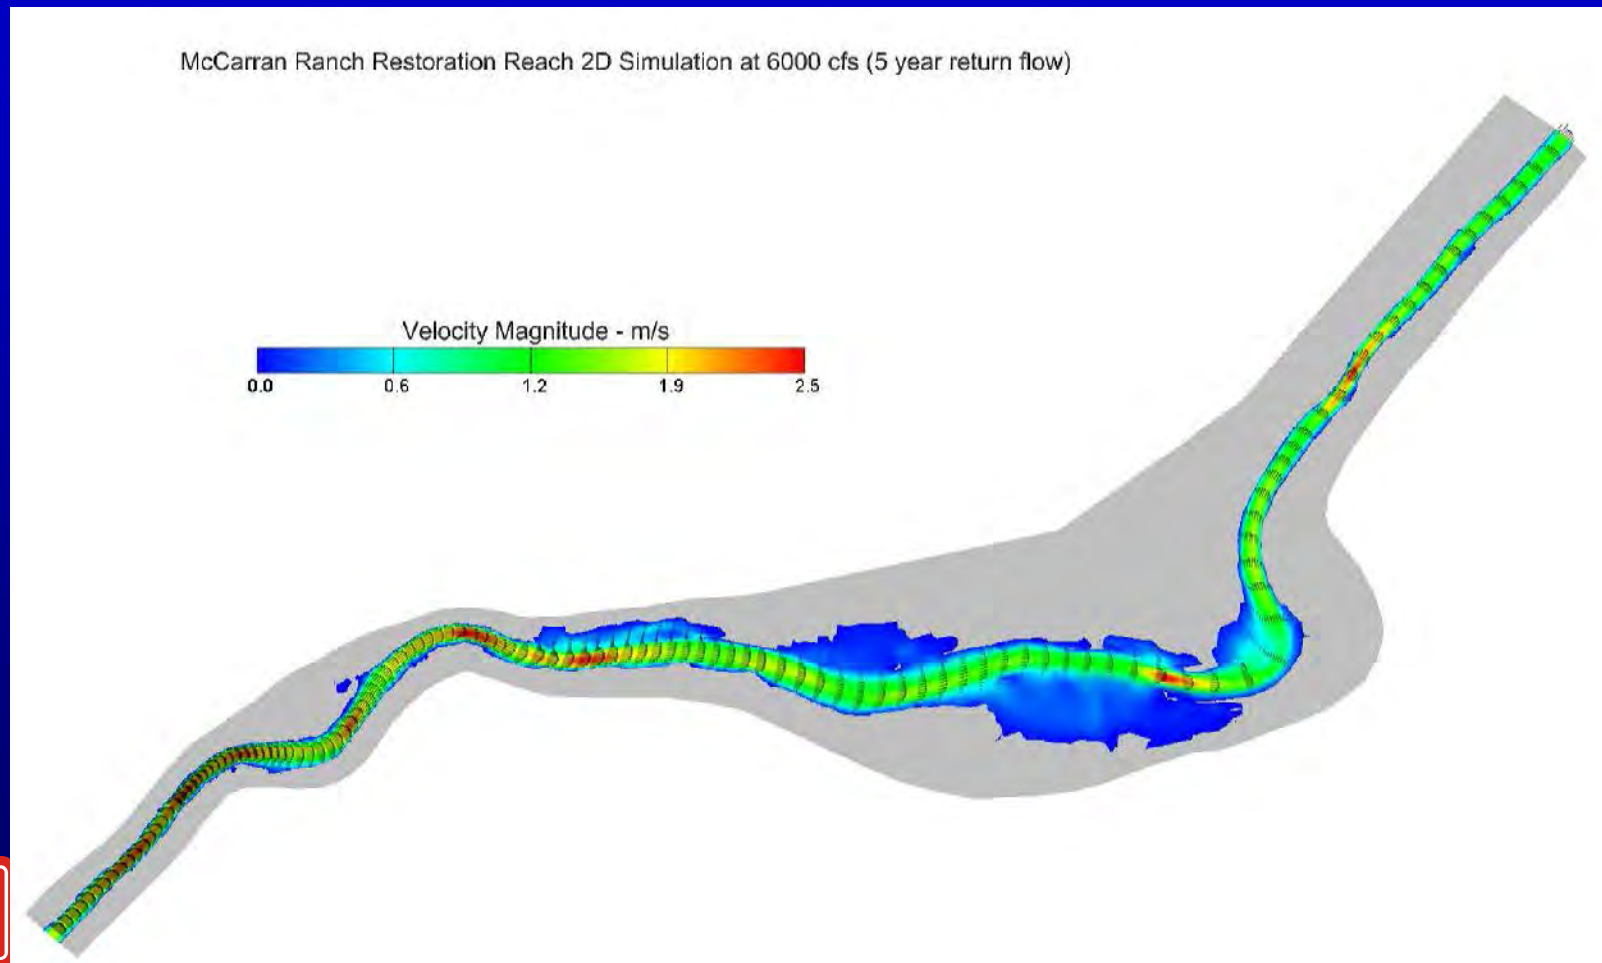 McCarran Ranch Restoration Reach 2D Simulation at 6000 cfs (5 year return flow)
Velocity Magnitude - m/s
0.0 0.6 1.2 1.9 2.5